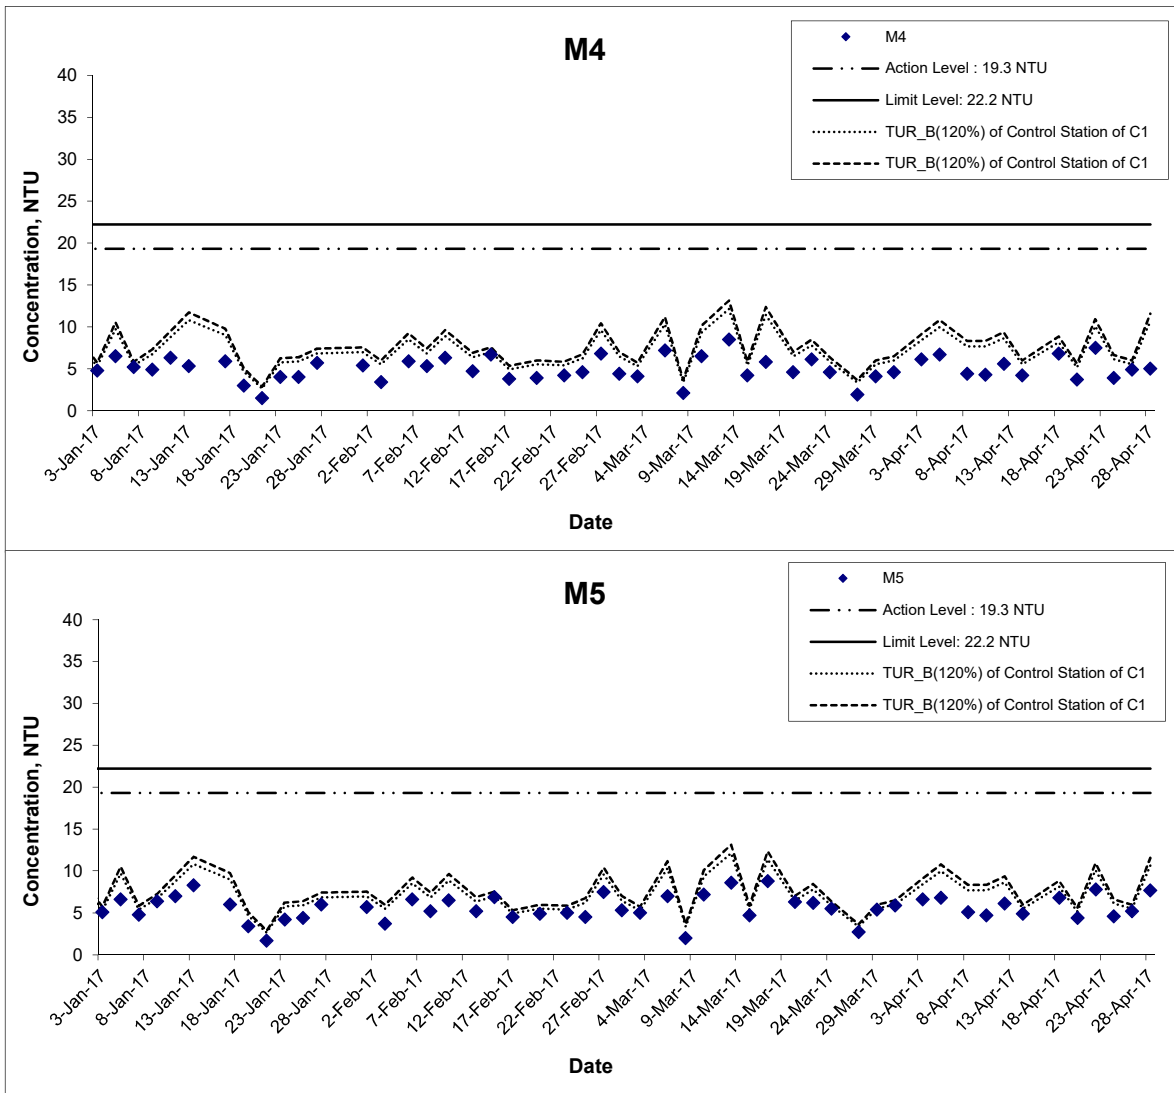 M4
M4
Action Level : 19.3 NTU
Limit Level: 22.2 NTU
TUR_B(120%) of Control Station of C1
TUR_B(120%) of Control Station of C1
Concentration, NTU
40
35
30
25
20
15
10
5
0
3-Jan-17
8-Jan-17
13-Jan-17
18-Jan-17
23-Jan-17
28-Jan-17
2-Feb-17
7-Feb-17
12-Feb-17
17-Feb-17
22-Feb-17
27-Feb-17
4-Mar-17
9-Mar-17
14-Mar-17
19-Mar-17
24-Mar-17
29-Mar-17
3-Apr-17
8-Apr-17
13-Apr-17
18-Apr-17
23-Apr-17
28-Apr-17
Date
M5
M5
Action Level : 19.3 NTU
Limit Level: 22.2 NTU
TUR_B(120%) of Control Station of C1
TUR_B(120%) of Control Station of C1
Concentration, NTU
40
35
30
25
20
15
10
5
0
3-Jan-17
8-Jan-17
13-Jan-17
18-Jan-17
23-Jan-17
28-Jan-17
2-Feb-17
7-Feb-17
12-Feb-17
17-Feb-17
22-Feb-17
27-Feb-17
4-Mar-17
9-Mar-17
14-Mar-17
19-Mar-17
24-Mar-17
29-Mar-17
3-Apr-17
8-Apr-17
13-Apr-17
18-Apr-17
23-Apr-17
28-Apr-17
Date